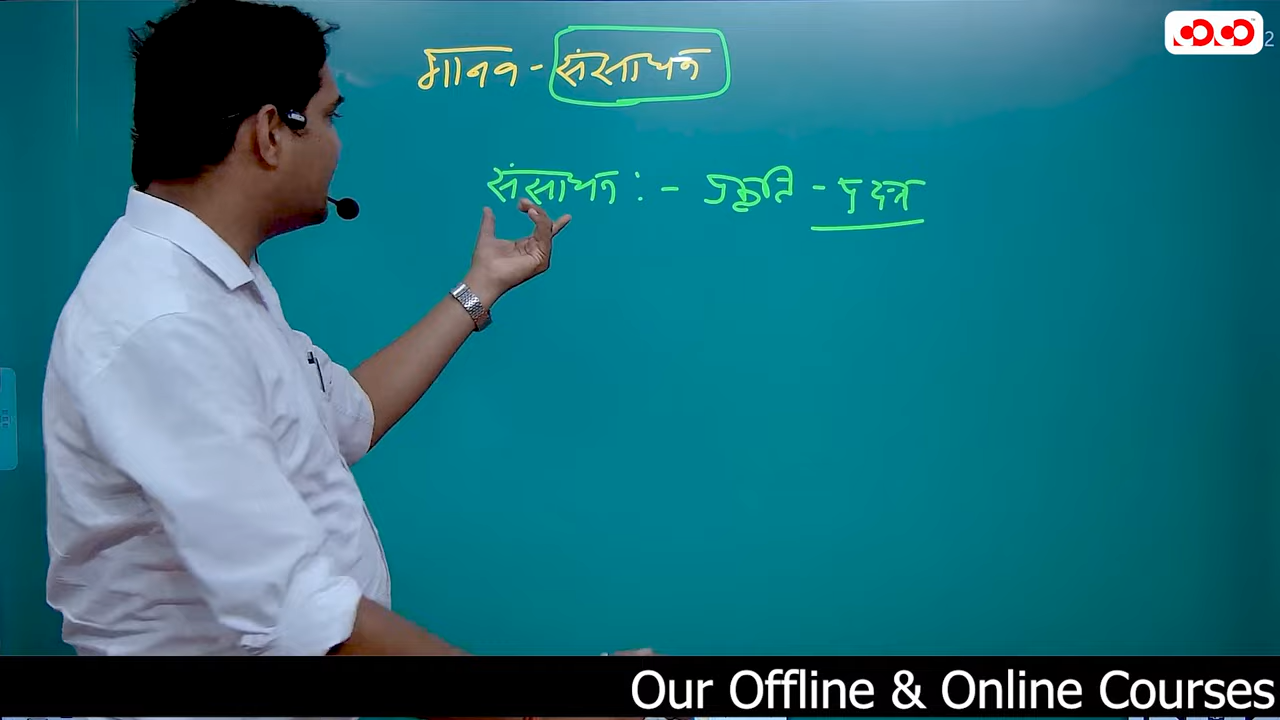 मानव - संसाधन
संसाधन :- प्रकृति - प्रदत्त
Our Offline & Online Courses